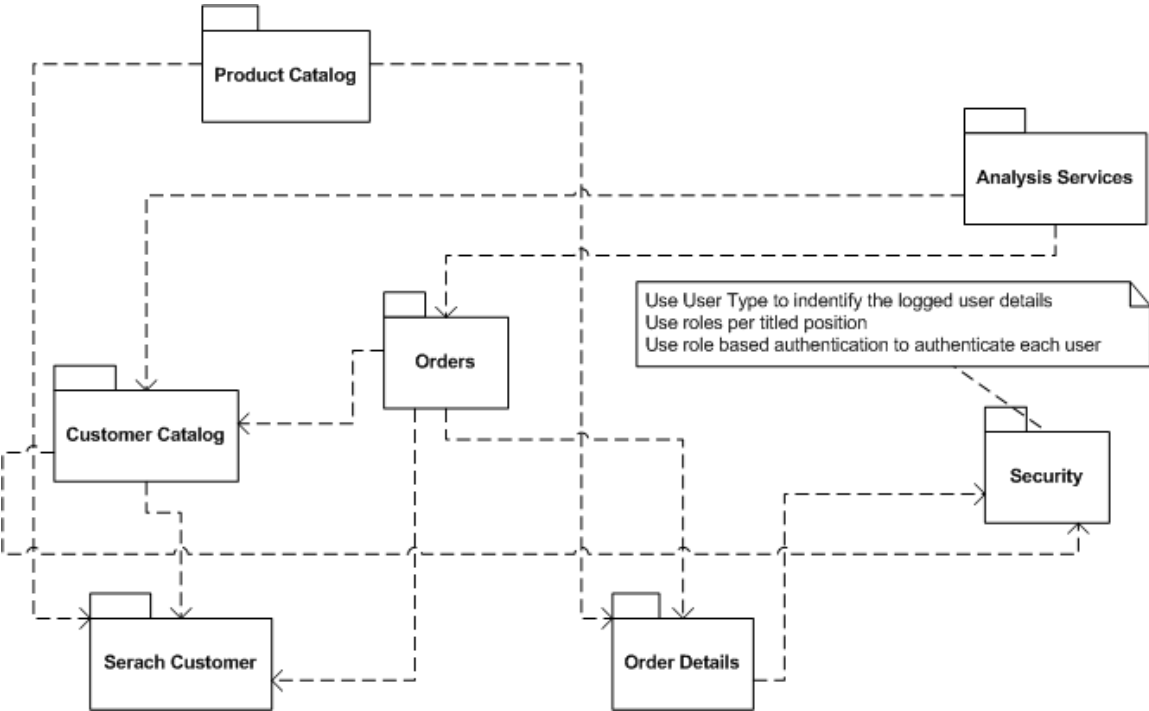 Product Catalog
Analysis Services
Use User Type to indentify the logged user details
Use roles per titled position
Use role based authentication to authenticate each user
Orders
Customer Catalog
Security
Serach Customer
Order Details